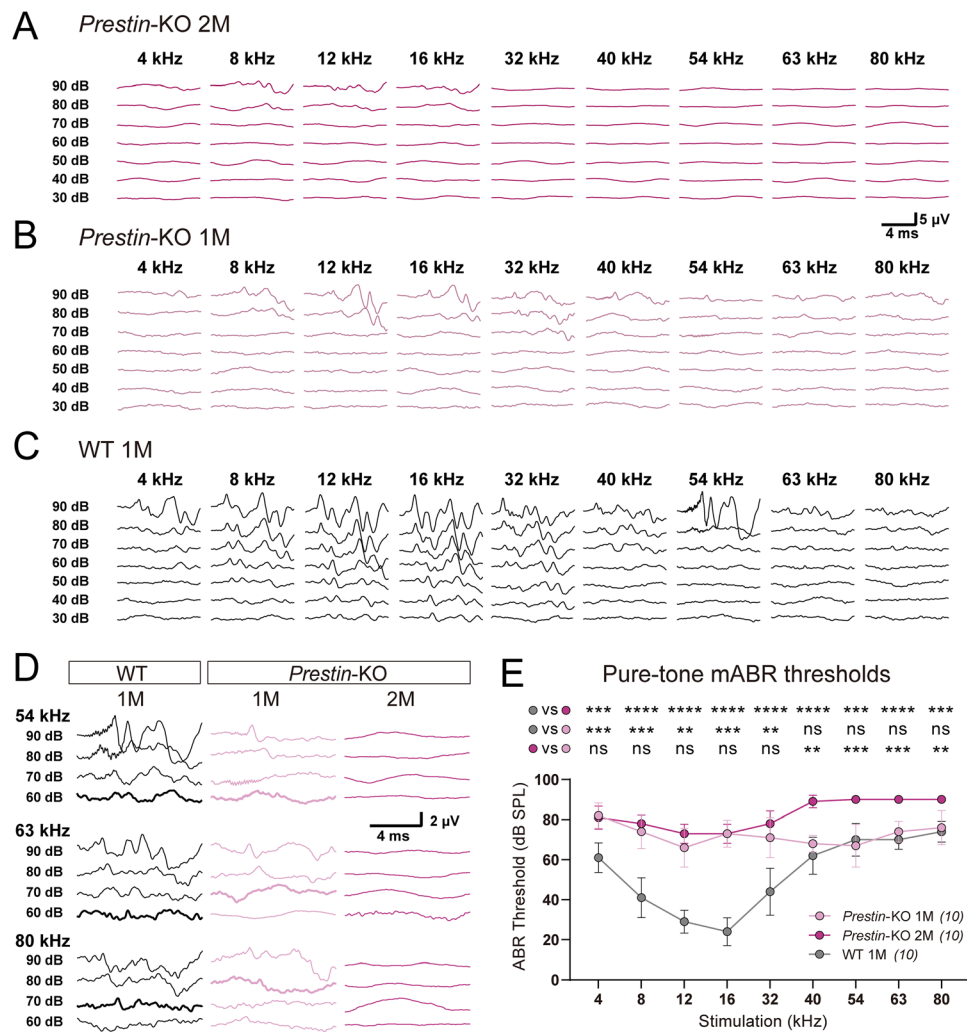 A
Prestin-KO 2M
4 kHz 8 kHz 12 kHz 16 kHz 32 kHz 40 kHz 54 kHz 63 kHz 80 kHz
90 dB
80 dB
70 dB
60 dB
50 dB
40 dB
30 dB
5 µV
4 ms
B
Prestin-KO 1M
4 kHz 8 kHz 12 kHz 16 kHz 32 kHz 40 kHz 54 kHz 63 kHz 80 kHz
90 dB
80 dB
70 dB
60 dB
50 dB
40 dB
30 dB
C
WT 1M
4 kHz 8 kHz 12 kHz 16 kHz 32 kHz 40 kHz 54 kHz 63 kHz 80 kHz
90 dB
80 dB
70 dB
60 dB
50 dB
40 dB
30 dB
D
WT Prestin-KO
1M 1M 2M
54 kHz
90 dB
80 dB
70 dB
60 dB
2 µV
4 ms
63 kHz
90 dB
80 dB
70 dB
60 dB
80 kHz
90 dB
80 dB
70 dB
60 dB
E
Pure-tone mABR thresholds
vs *** **** **** **** **** **** *** **** ***
vs *** *** ** *** ** ns ns ns ns
vs ns ns ns ns ns ** *** *** **
ABR Threshold (dB SPL)
100
80
60
40
20
0
Prestin-KO 1M (10)
Prestin-KO 2M (10)
WT 1M (10)
4 8 12 16 32 40 54 63 80
Stimulation (kHz)